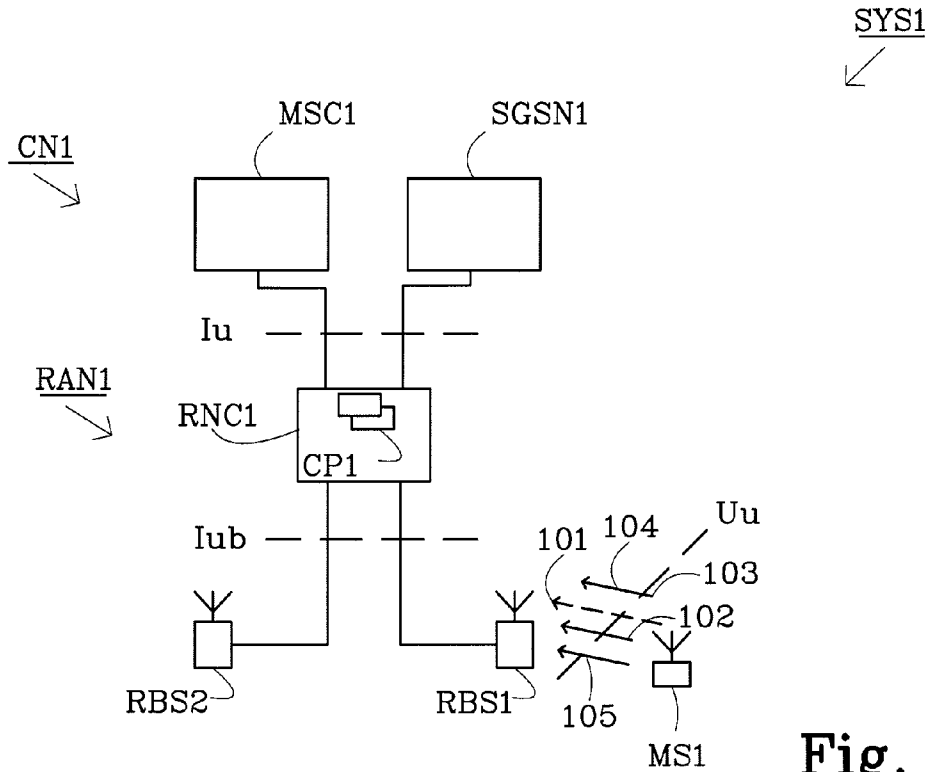 SYS1
MSC1 SGSN1
CN1
Iu
RAN1
RNC1
CP1
Uu
Iub
101 104
103
102
RBS2 RBS1
105
MS1
Fig.